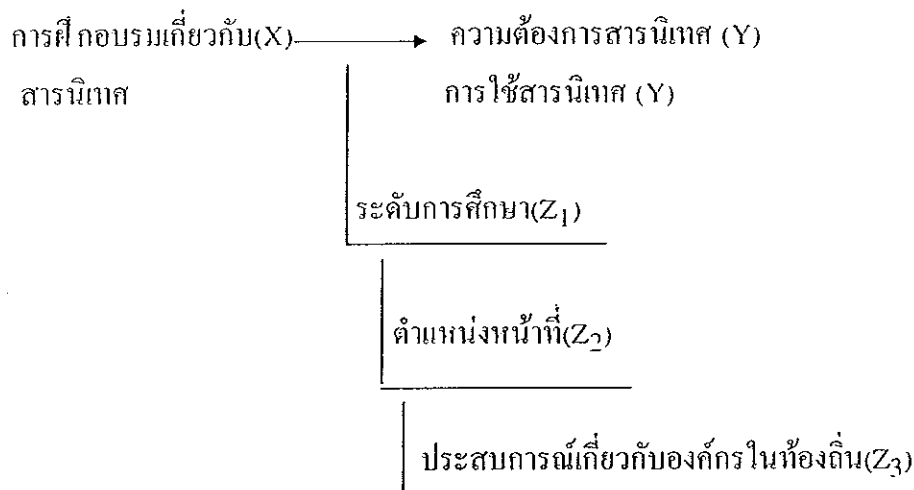 การฝึกอบรมเกี่ยวกับ(X) ความต้องการสารนิเทศ (Y)
สารนิเทศ การใช้สารนิเทศ (Y)
ระดับการศึกษา(Z1)
ตำแหน่งหน้าที่(Z2)
ประสบการณ์เกี่ยวกับองค์กรในท้องถิ่น(Z3)